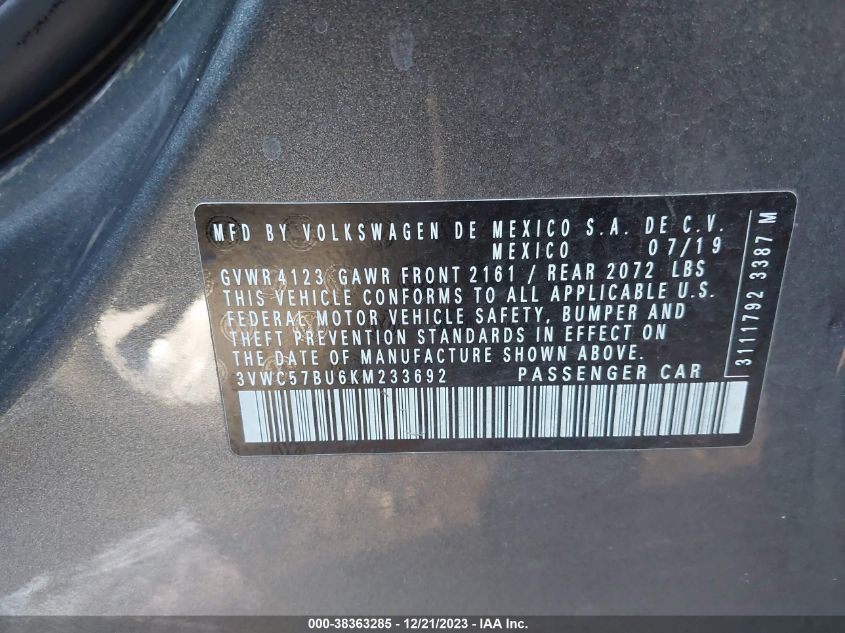 MFD BY VOLKSWAGEN DE MEXICO S.A. DE C.V.
MEXICO 07/19
GVWR 4123 GAWR FRONT 2161 / REAR 2072 LBS
THIS VEHICLE CONFORMS TO ALL APPLICABLE U.S.
FEDERAL MOTOR VEHICLE SAFETY, BUMPER AND
THEFT PREVENTION STANDARDS IN EFFECT ON
THE DATE OF MANUFACTURE SHOWN ABOVE.
3VWC57BU6KM233692 PASSENGER CAR
3111792 3387 M
000-38363285 - 12/21/2023 - IAA Inc.